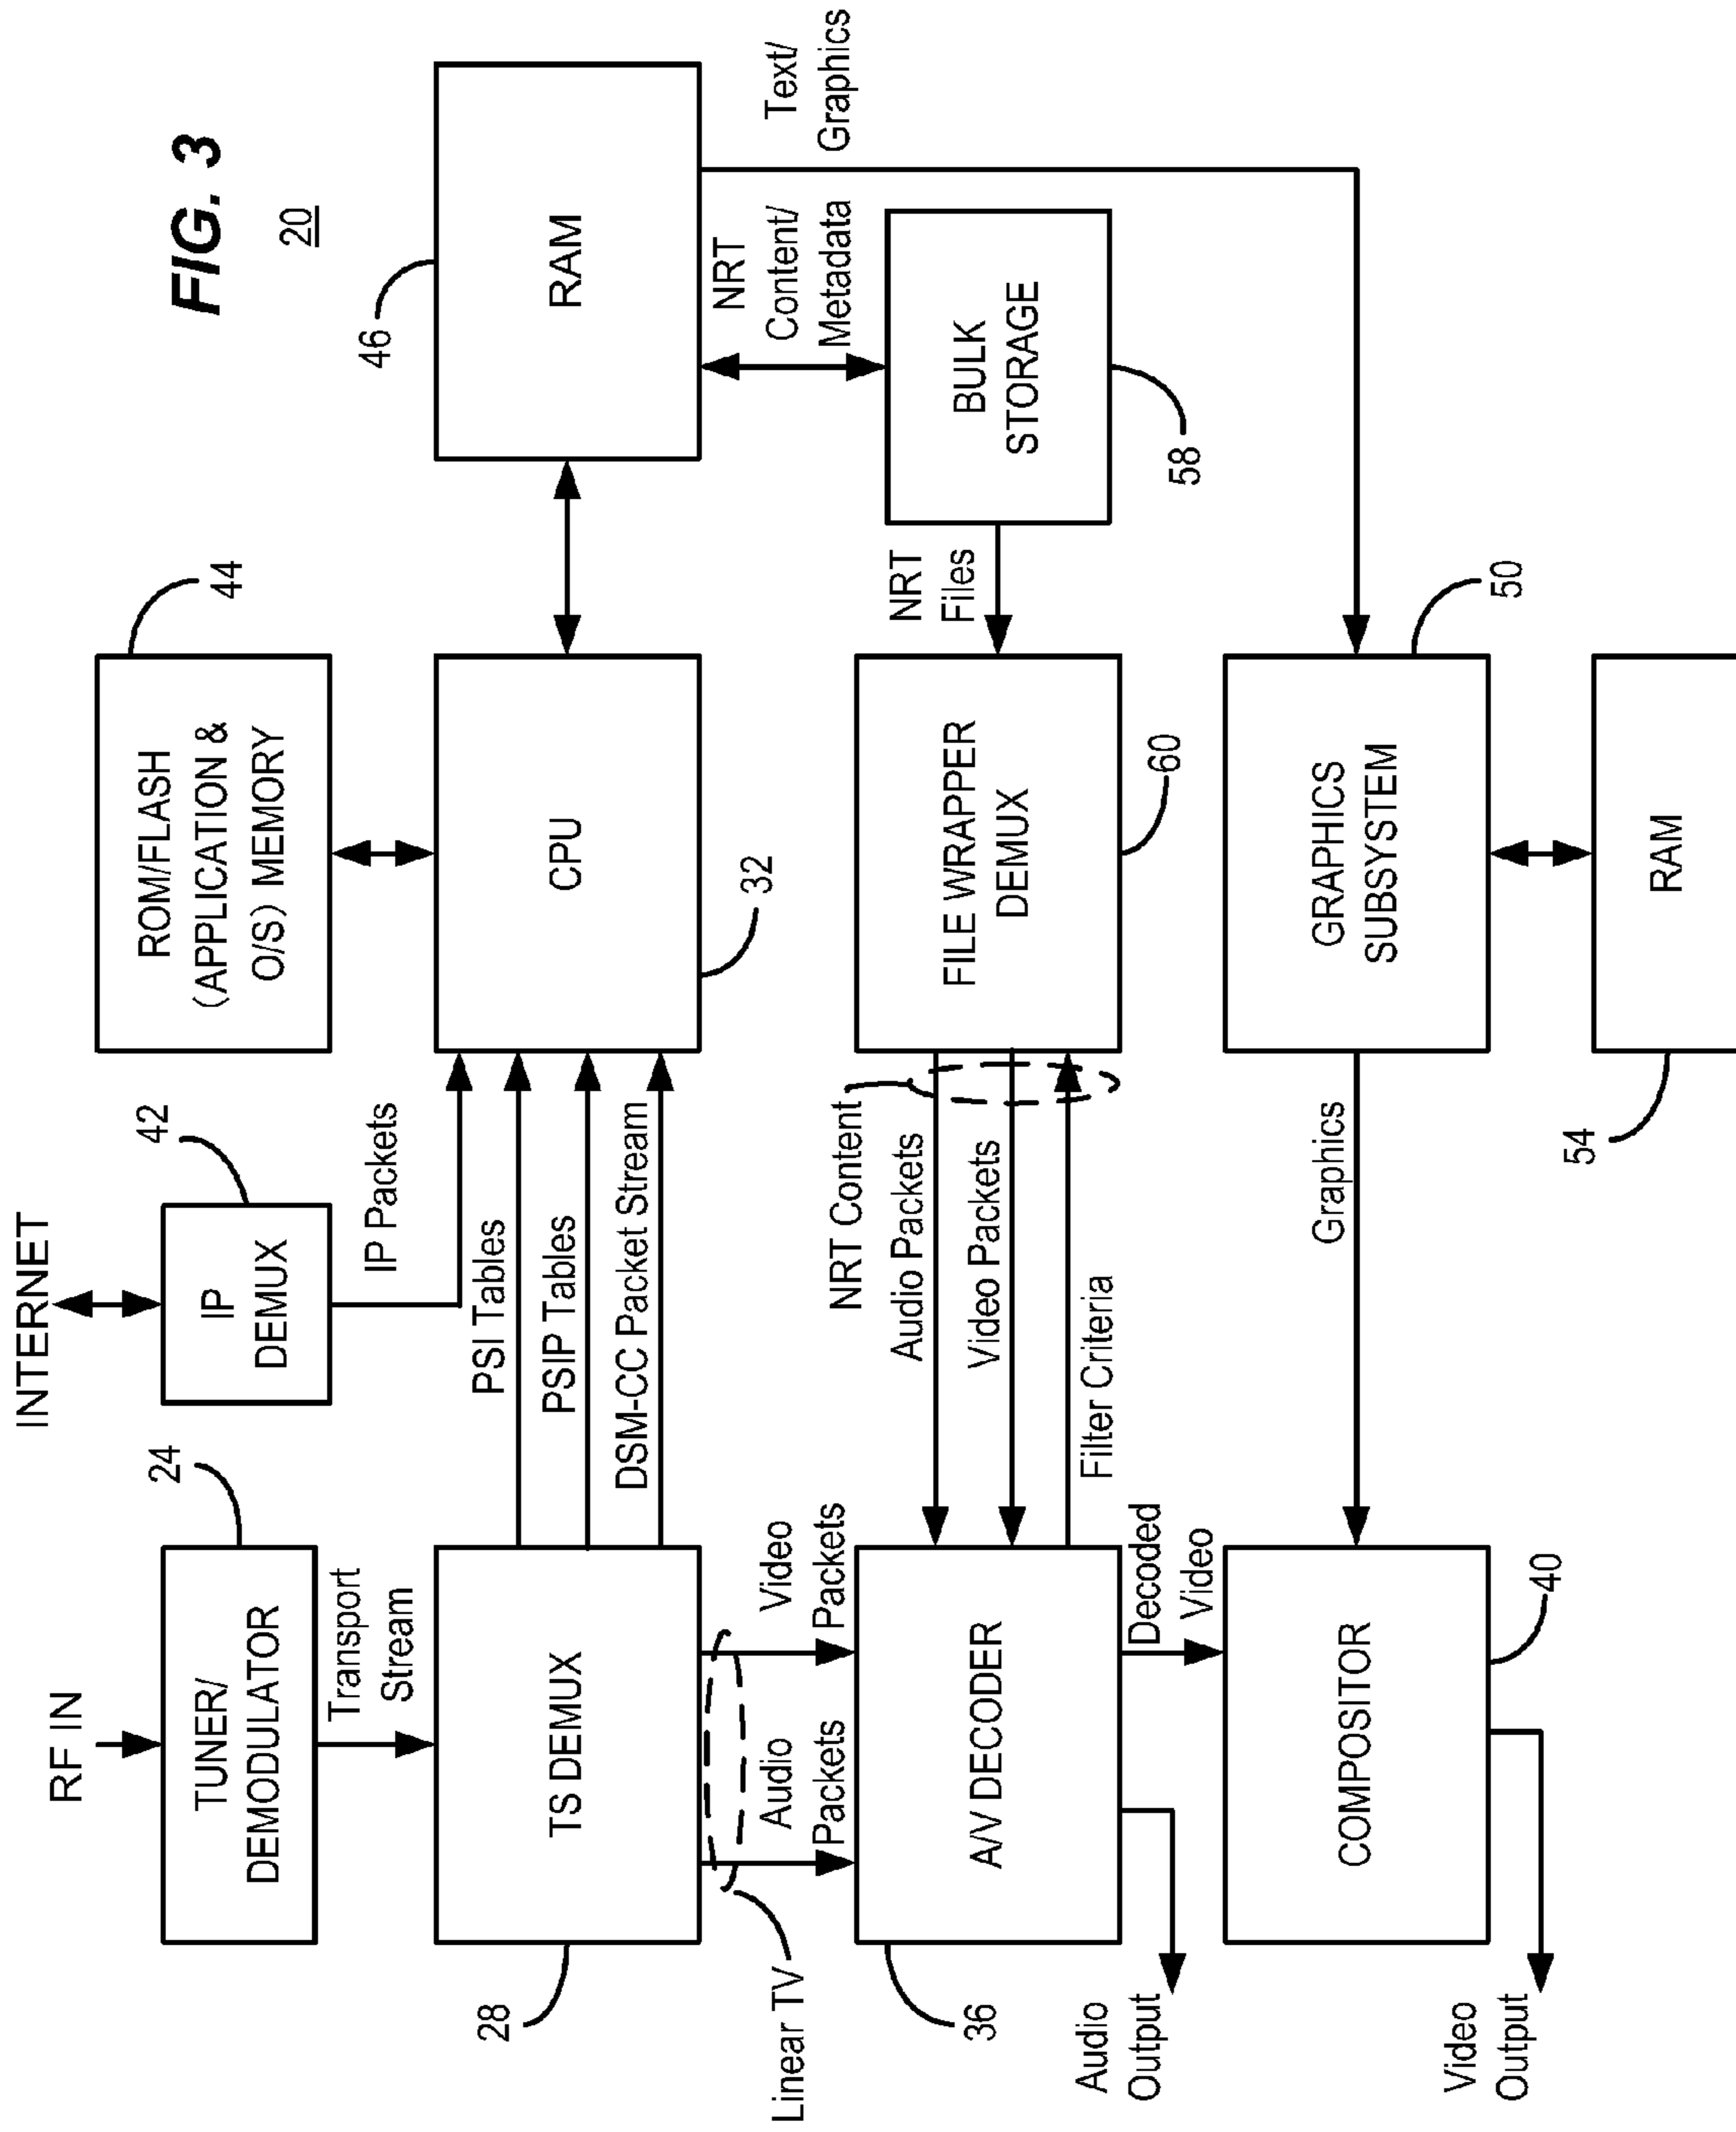 FIG. 3
20
RF IN
INTERNET
24
TUNER/
DEMODULATOR
42
IP
DEMUX
44
ROM/FLASH
(APPLICATION &
O/S) MEMORY
46
Transport
Stream
IP Packets
28
TS DEMUX
PSI Tables
PSIP Tables
DSM-CC Packet Stream
CPU
32
RAM
Linear TV
Audio
Packets
Video
Packets
NRT Content
Audio Packets
Video Packets
Filter Criteria
NRT
Content/
Metadata
Text/
Graphics
36
A/V DECODER
FILE WRAPPER
DEMUX
60
NRT
Files
BULK
STORAGE
58
Audio
Output
Decoded
Video
COMPOSITOR
40
Graphics
GRAPHICS
SUBSYSTEM
50
Video
Output
54
RAM